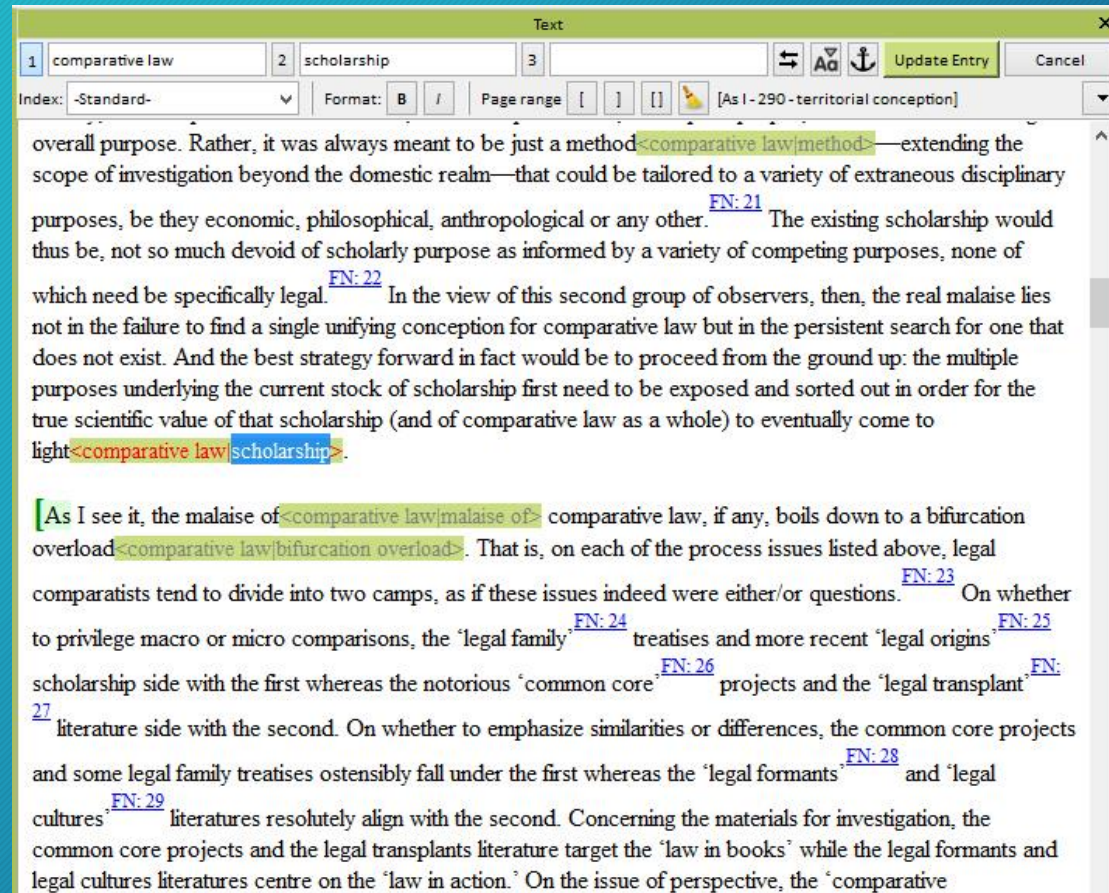 Text ×
1 comparative law 2 scholarship 3 Update Entry Cancel
Index: -Standard- Format: B I Page range [ ] [] [As I - 290 - territorial conception]
overall purpose. Rather, it was always meant to be just a method<comparative law|method>—extending the
scope of investigation beyond the domestic realm—that could be tailored to a variety of extraneous disciplinary
purposes, be they economic, philosophical, anthropological or any other.FN: 21 The existing scholarship would
thus be, not so much devoid of scholarly purpose as informed by a variety of competing purposes, none of
which need be specifically legal.FN: 22 In the view of this second group of observers, then, the real malaise lies
not in the failure to find a single unifying conception for comparative law but in the persistent search for one that
does not exist. And the best strategy forward in fact would be to proceed from the ground up: the multiple
purposes underlying the current stock of scholarship first need to be exposed and sorted out in order for the
true scientific value of that scholarship (and of comparative law as a whole) to eventually come to
light<comparative law|scholarship>.
[As I see it, the malaise of<comparative law|malaise of> comparative law, if any, boils down to a bifurcation
overload<comparative law|bifurcation overload>. That is, on each of the process issues listed above, legal
comparatists tend to divide into two camps, as if these issues indeed were either/or questions.FN: 23 On whether
to privilege macro or micro comparisons, the ‘legal family’FN: 24 treatises and more recent ‘legal origins’FN: 25
scholarship side with the first whereas the notorious ‘common core’FN: 26 projects and the ‘legal transplant’FN:
27 literature side with the second. On whether to emphasize similarities or differences, the common core projects
and some legal family treatises ostensibly fall under the first whereas the ‘legal formants’FN: 28 and ‘legal
cultures’FN: 29 literatures resolutely align with the second. Concerning the materials for investigation, the
common core projects and the legal transplants literature target the ‘law in books’ while the legal formants and
legal cultures literatures centre on the ‘law in action.’ On the issue of perspective, the ‘comparative